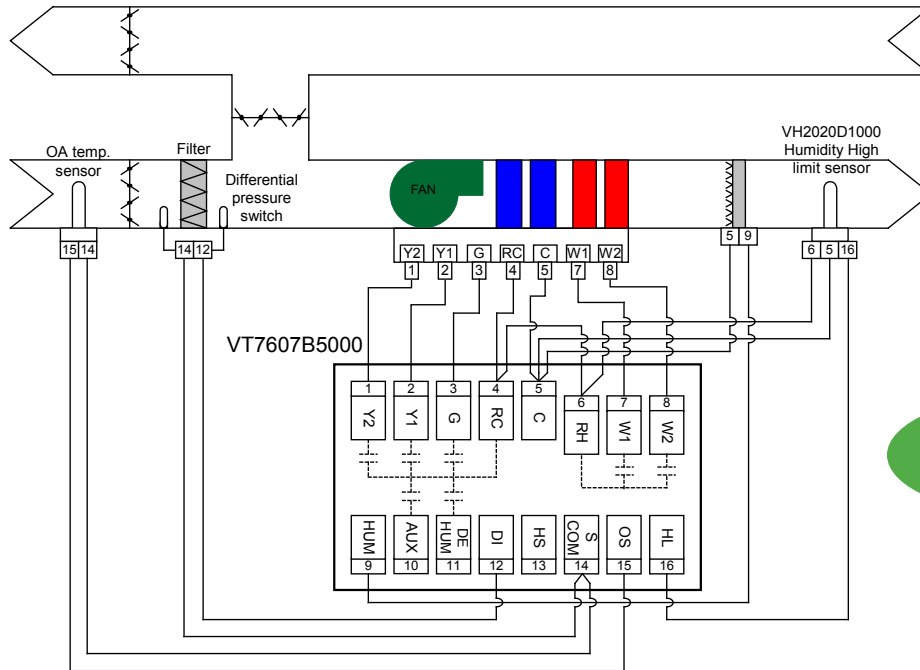 OA temp.
sensor
Filter
Differential
pressure
switch
FAN
VH2020D1000
Humidity High
limit sensor
15 14
14 12
5 9
6 5 16
Y2 Y1 G RC C W1 W2
1 2 3 4 5 7 8
VT7607B5000
1 2 3 4 5 6 7 8
Y2 Y1 G RC C RH W1 W2
HUM AUX DE HUM DI HS S COM OS HL
9 10 11 12 13 14 15 16